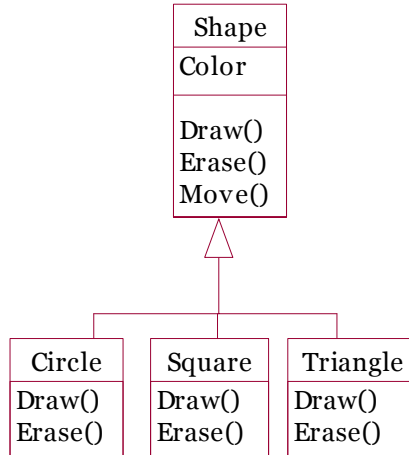 Shape
Color
Draw()
Erase()
Move()
Circle
Draw()
Erase()
Square
Draw()
Erase()
Triangle
Draw()
Erase()